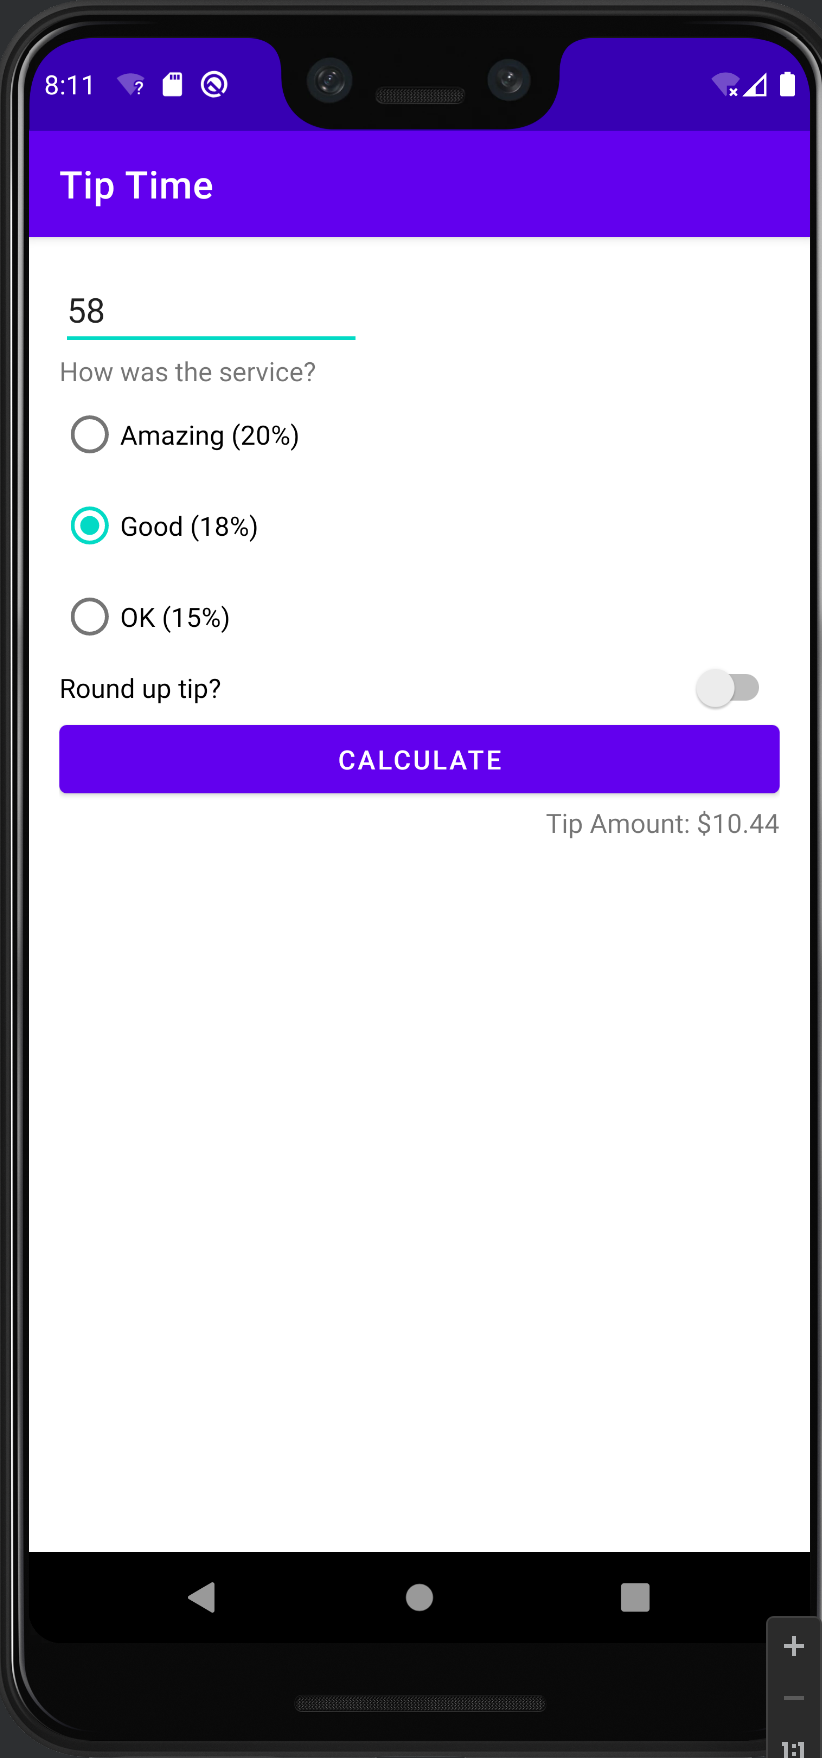 8:11
Tip Time
58
How was the service?
Amazing (20%)
Good (18%)
OK (15%)
Round up tip?
CALCULATE
Tip Amount: $10.44
1:1